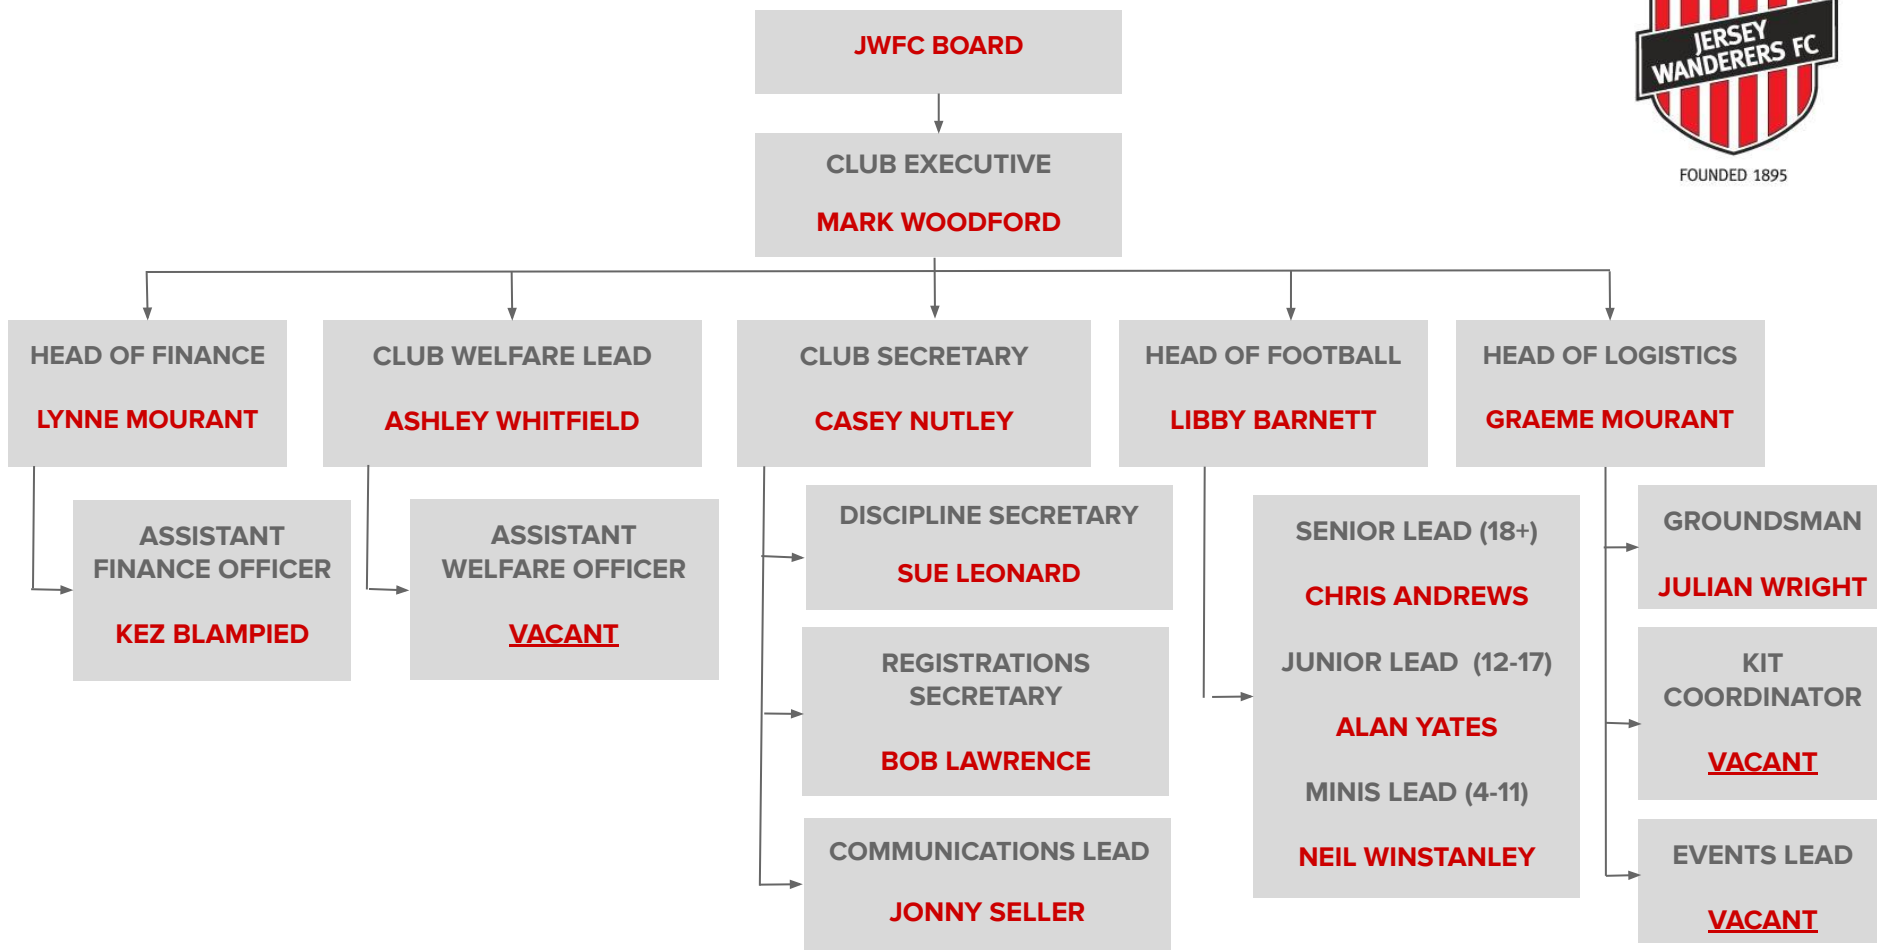 JWFC BOARD
JERSEY
WANDERERS FC
FOUNDED 1895
CLUB EXECUTIVE
MARK WOODFORD
HEAD OF FINANCE
LYNNE MOURANT
CLUB WELFARE LEAD
ASHLEY WHITFIELD
CLUB SECRETARY
CASEY NUTLEY
HEAD OF FOOTBALL
LIBBY BARNETT
HEAD OF LOGISTICS
GRAEME MOURANT
ASSISTANT
FINANCE OFFICER
KEZ BLAMPIED
ASSISTANT
WELFARE OFFICER
VACANT
DISCIPLINE SECRETARY
SUE LEONARD
REGISTRATIONS
SECRETARY
BOB LAWRENCE
COMMUNICATIONS LEAD
JONNY SELLER
SENIOR LEAD (18+)
CHRIS ANDREWS
JUNIOR LEAD (12-17)
ALAN YATES
MINIS LEAD (4-11)
NEIL WINSTANLEY
GROUNDSMAN
JULIAN WRIGHT
KIT
COORDINATOR
VACANT
EVENTS LEAD
VACANT